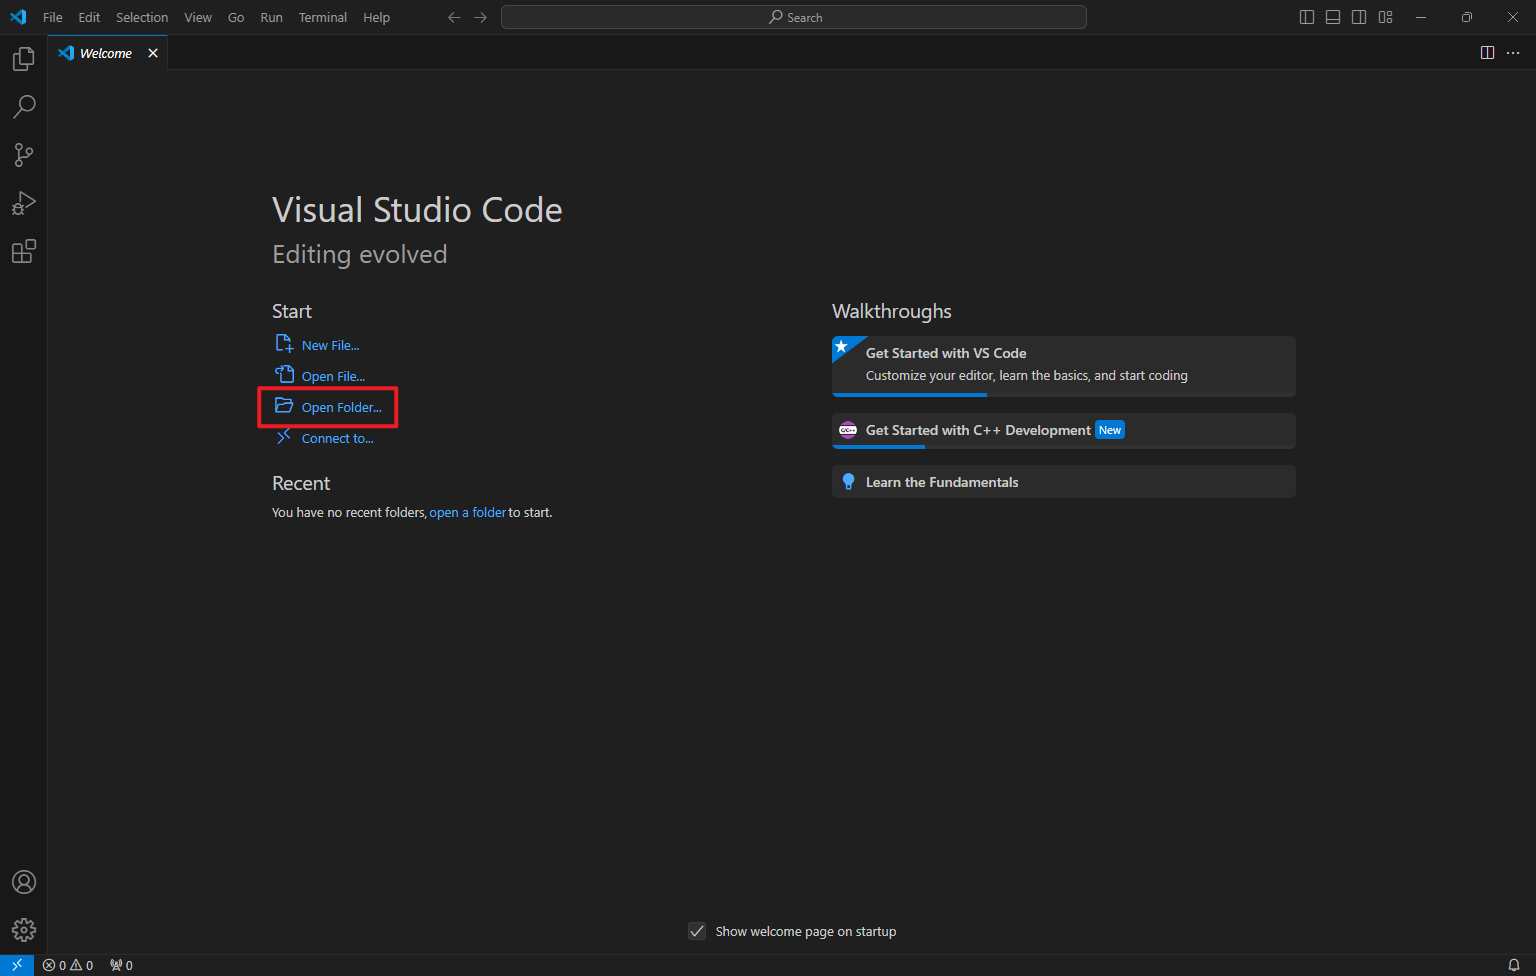 File Edit Selection View Go Run Terminal Help Search
Welcome
Visual Studio Code
Editing evolved
Start
New File...
Open File...
Open Folder...
Connect to...
Recent
You have no recent folders, open a folder to start.
Walkthroughs
Get Started with VS Code
Customize your editor, learn the basics, and start coding
C/C++ Get Started with C++ Development New
Learn the Fundamentals
Show welcome page on startup
0 0 0